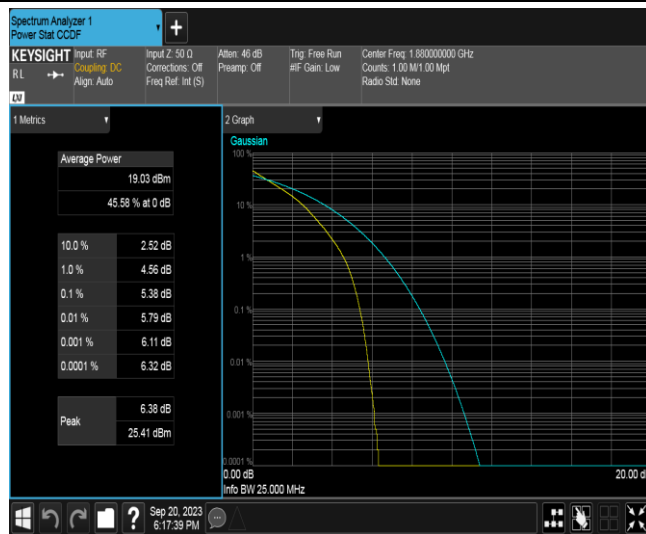 Spectrum Analyzer 1
Power Stat CCDF
+
KEYSIGHT
RL
LXI
Input: RF
Coupling: DC
Align: Auto
Input Z: 50 Ω
Corrections: Off
Freq Ref: Int (S)
Atten: 46 dB
Preamp: Off
Trig: Free Run
#IF Gain: Low
Center Freq: 1.880000000 GHz
Counts: 1.00 M/1.00 Mpt
Radio Std: None
1 Metrics
Average Power
19.03 dBm
45.58 % at 0 dB
10.0 % 2.52 dB
1.0 % 4.56 dB
0.1 % 5.38 dB
0.01 % 5.79 dB
0.001 % 6.11 dB
0.0001 % 6.32 dB
Peak
6.38 dB
25.41 dBm
2 Graph
Gaussian
100 %
10 %
1 %
0.1 %
0.01 %
0.001 %
0.0001 %
0.00 dB
20.00 d
Info BW 25.000 MHz
?
Sep 20, 2023
6:17:39 PM